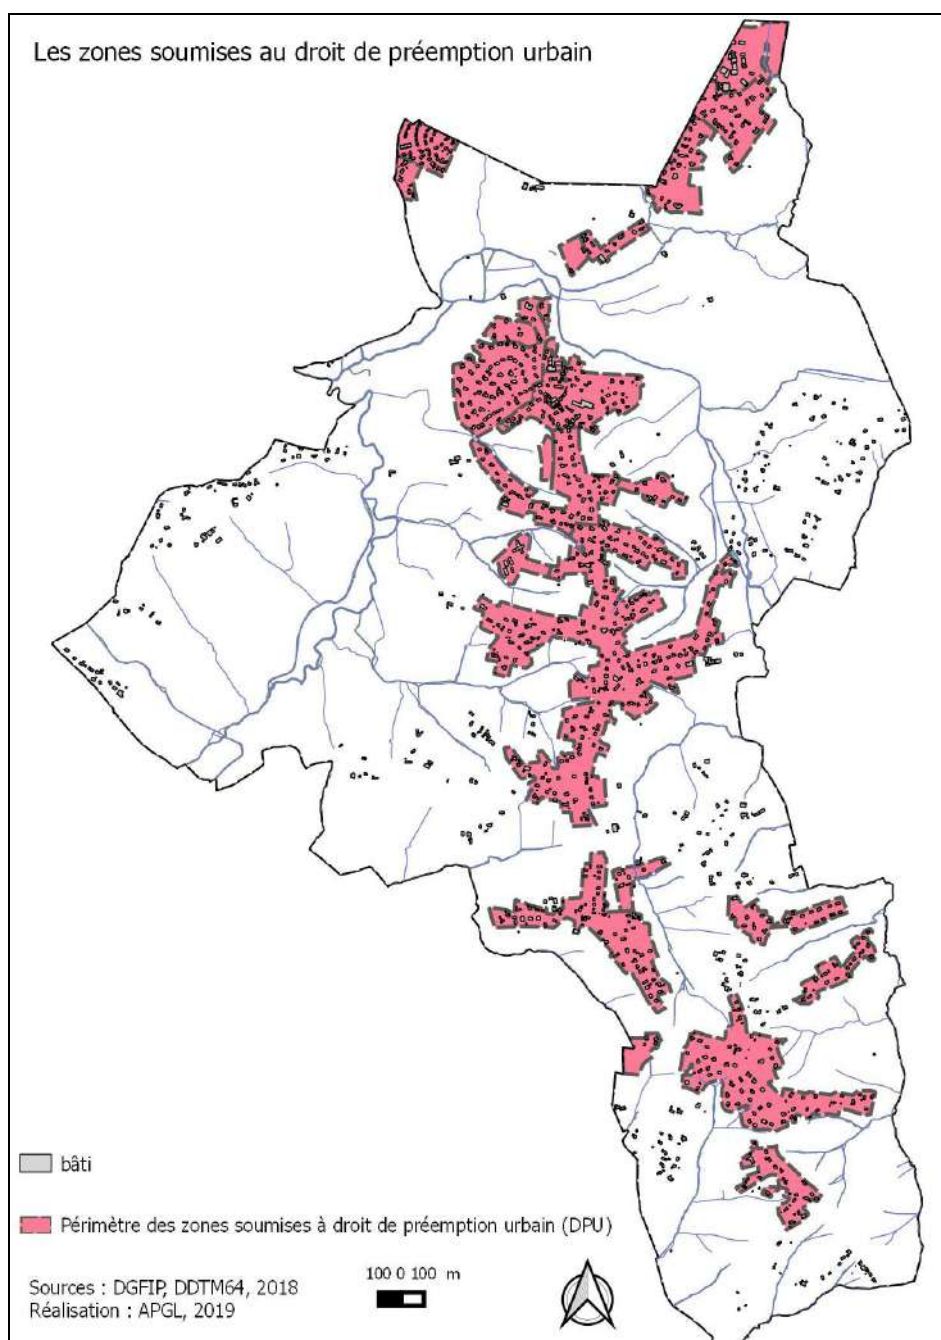 Les zones soumises au droit de préemption urbain
bâti
Périmètre des zones soumises à droit de préemption urbain (DPU)
Sources : DGFIP, DDTM64, 2018
Réalisation : APGL, 2019
100 0 100 m